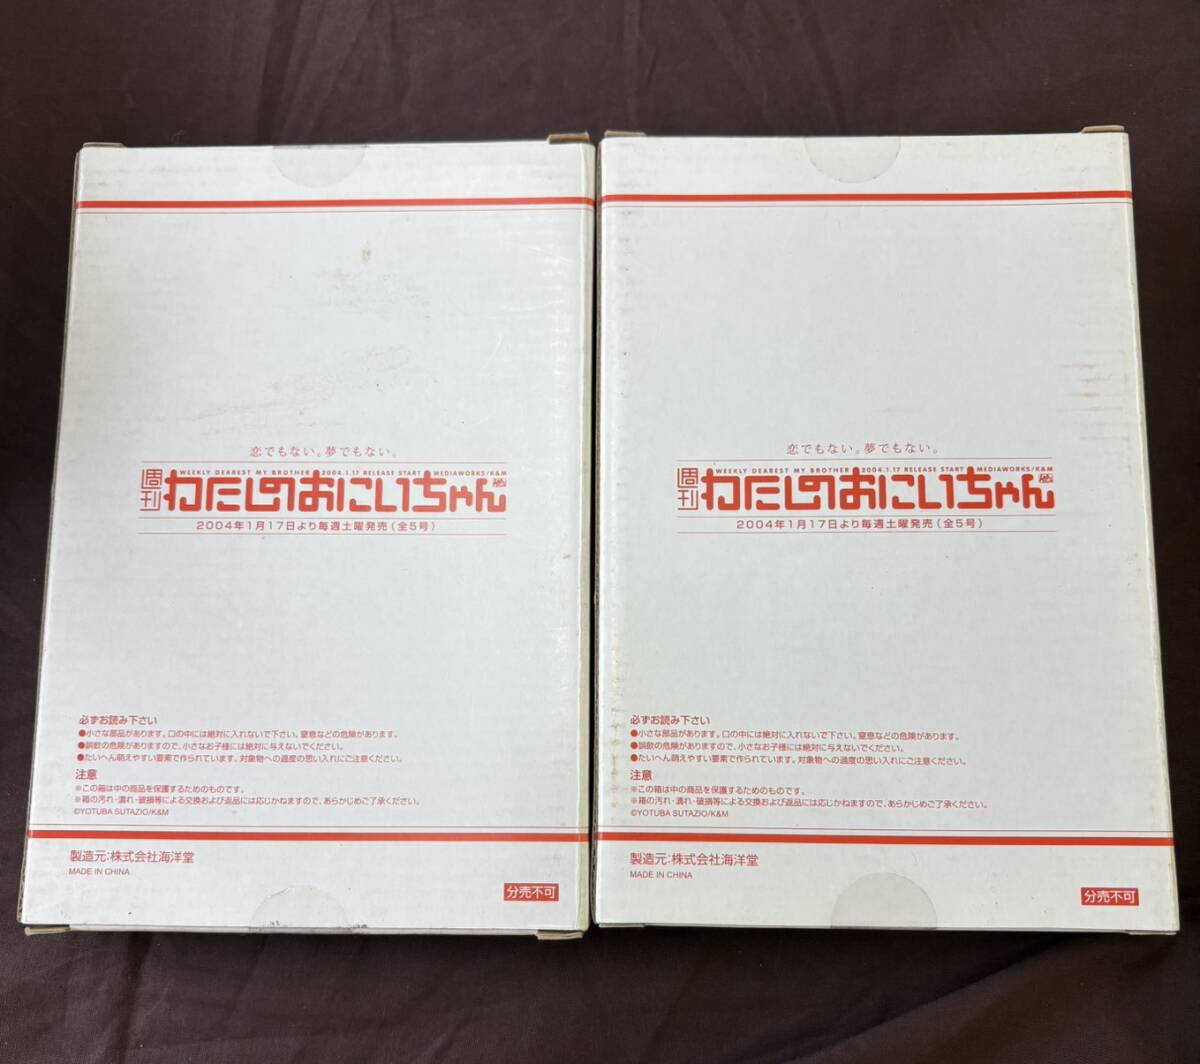 恋でもない。夢でもない。
WEEKLY DEAREST MY BROTHER 2004.1.17 RELEASE START MEDIAWORKS/K&M
週刊 わたしのおにいちゃん
2004年1月17日より毎週土曜発売（全5号）
必ずお読み下さい
●小さな部品があります。口の中には絶対に入れないで下さい。窒息などの危険があります。
●誤飲の危険がありますので、小さなお子様には絶対に与えないでください。
●たいへん萌えやすい要素で作られています。対象物への過度の思い入れにご注意ください。
注意
※この箱は中の商品を保護するためのものです。
※箱の汚れ・潰れ・破損等による交換および返品には応じかねますので、あらかじめご了承ください。
©YOTUBA SUTAZIO/K&M
製造元：株式会社海洋堂
MADE IN CHINA
分売不可
恋でもない。夢でもない。
WEEKLY DEAREST MY BROTHER 2004.1.17 RELEASE START MEDIAWORKS/K&M
週刊 わたしのおにいちゃん
2004年1月17日より毎週土曜発売（全5号）
必ずお読み下さい
●小さな部品があります。口の中には絶対に入れないで下さい。窒息などの危険があります。
●誤飲の危険がありますので、小さなお子様には絶対に与えないでください。
●たいへん萌えやすい要素で作られています。対象物への過度の思い入れにご注意ください。
注意
※この箱は中の商品を保護するためのものです。
※箱の汚れ・潰れ・破損等による交換および返品には応じかねますので、あらかじめご了承ください。
©YOTUBA SUTAZIO/K&M
製造元：株式会社海洋堂
MADE IN CHINA
分売不可